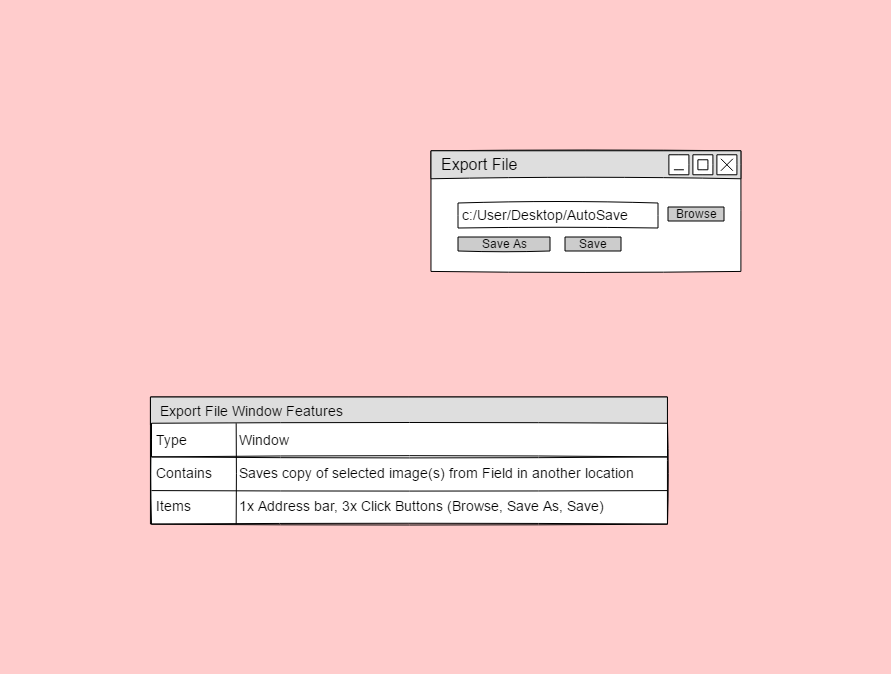 Export File
c:/User/Desktop/AutoSave
Browse
Save As
Save
Export File Window Features
Type
Window
Contains
Saves copy of selected image(s) from Field in another location
Items
1x Address bar, 3x Click Buttons (Browse, Save As, Save)